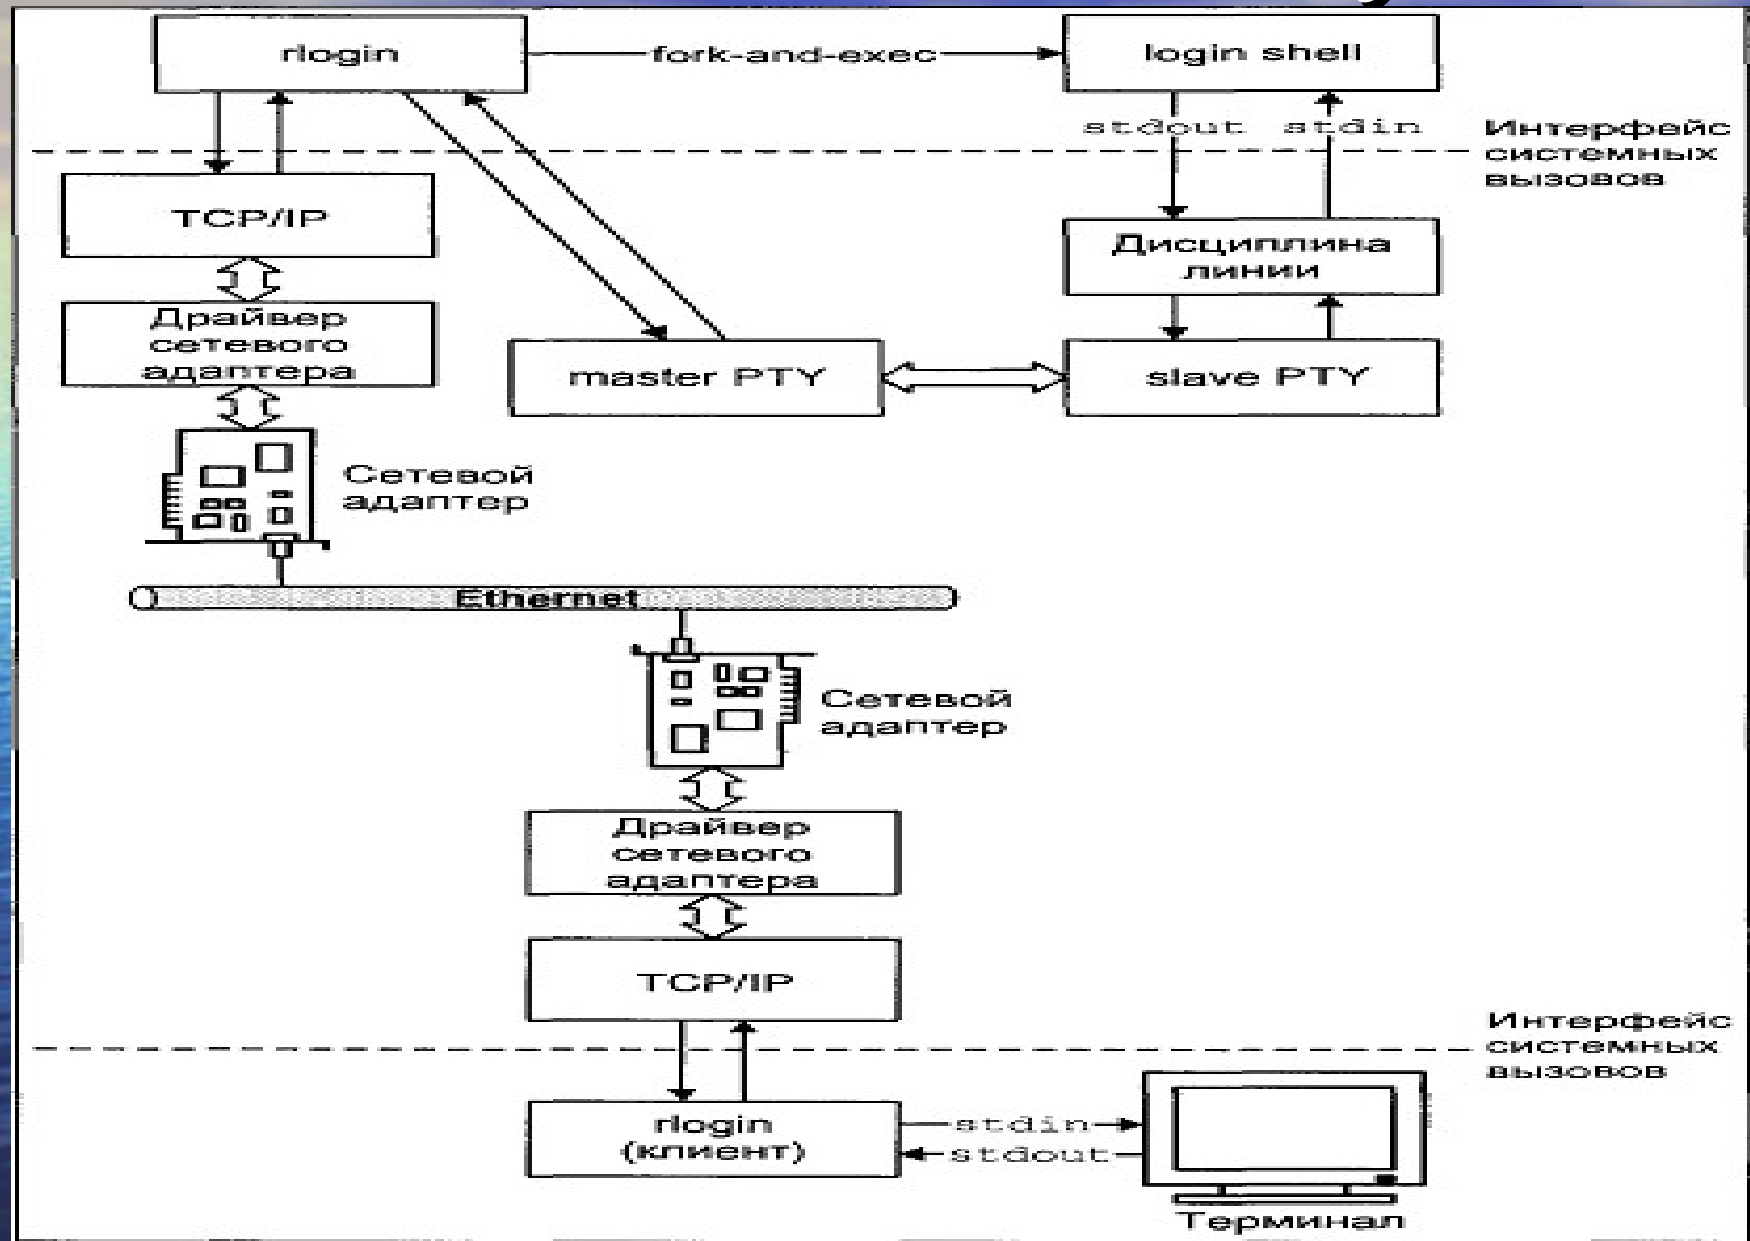 rlogin
fork-and-exec
login shell
stdout
stdin
Интерфейс
системных
вызовов
TCP/IP
Дисциплина
линии
Драйвер
сетевого
адаптера
master PTY
slave PTY
Сетевой
адаптер
Ethernet
Сетевой
адаптер
Драйвер
сетевого
адаптера
TCP/IP
Интерфейс
системных
вызовов
rlogin
(клиент)
stdin
stdout
Терминал